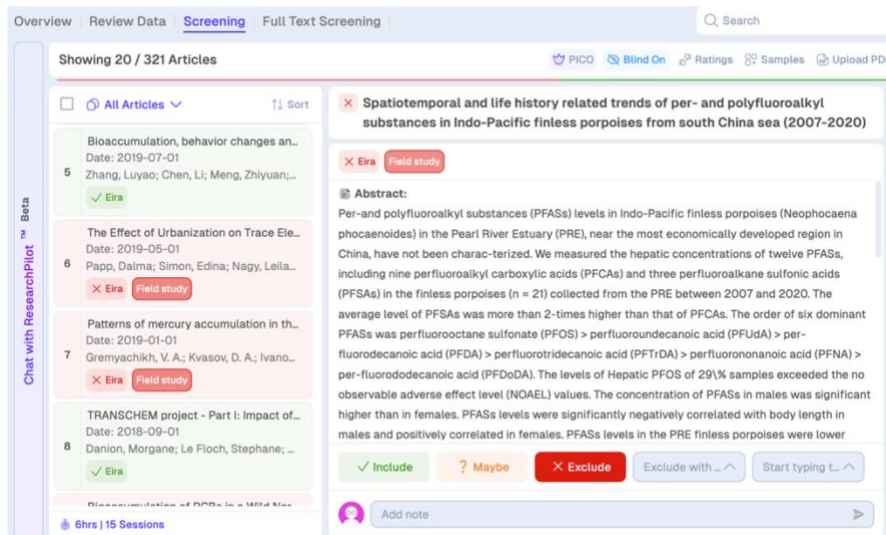 Overview
Review Data
Screening
Full Text Screening
Search
Showing 20 / 321 Articles
PICO
Blind On
Ratings
Samples
Upload PD
Chat with ResearchPilot ™ Beta
All Articles
Sort
5
Bioaccumulation, behavior changes an...
Date: 2019-07-01
Zhang, Luyao; Chen, Li; Meng, Zhiyuan;...
Eira
6
The Effect of Urbanization on Trace Ele...
Date: 2019-05-01
Papp, Dalma; Simon, Edina; Nagy, Leila...
Eira
Field study
7
Patterns of mercury accumulation in th...
Date: 2019-01-01
Gremyachikh, V. A.; Kvasov, D. A.; Ivano...
Eira
Field study
8
TRANSCHEM project - Part I: Impact of...
Date: 2018-09-01
Danion, Morgane; Le Floch, Stephane; ...
Eira
Bioaccumulation of PCBs in a Wild Nor
6hrs | 15 Sessions
Spatiotemporal and life history related trends of per- and polyfluoroalkyl
substances in Indo-Pacific finless porpoises from south China sea (2007-2020)
Eira
Field study
Abstract:
Per-and polyfluoroalkyl substances (PFASs) levels in Indo-Pacific finless porpoises (Neophocaena
phocaenoides) in the Pearl River Estuary (PRE), near the most economically developed region in
China, have not been charac-terized. We measured the hepatic concentrations of twelve PFASs,
including nine perfluoroalkyl carboxylic acids (PFCAs) and three perfluoroalkane sulfonic acids
(PFSAs) in the finless porpoises (n = 21) collected from the PRE between 2007 and 2020. The
average level of PFSAs was more than 2-times higher than that of PFCAs. The order of six dominant
PFASs was perfluorooctane sulfonate (PFOS) > perfluoroundecanoic acid (PFUdA) > per-
fluorodecanoic acid (PFDA) > perfluorotridecanoic acid (PFTrDA) > perfluorononanoic acid (PFNA) >
per-fluorododecanoic acid (PFDoDA). The levels of Hepatic PFOS of 29\% samples exceeded the no
observable adverse effect level (NOAEL) values. The concentration of PFASs in males was significant
higher than in females. PFASs levels were significantly negatively correlated with body length in
males and positively correlated in females. PFASs levels in the PRE finless porpoises were lower
Include
? Maybe
Exclude
Exclude with ...
Start typing t...
Add note